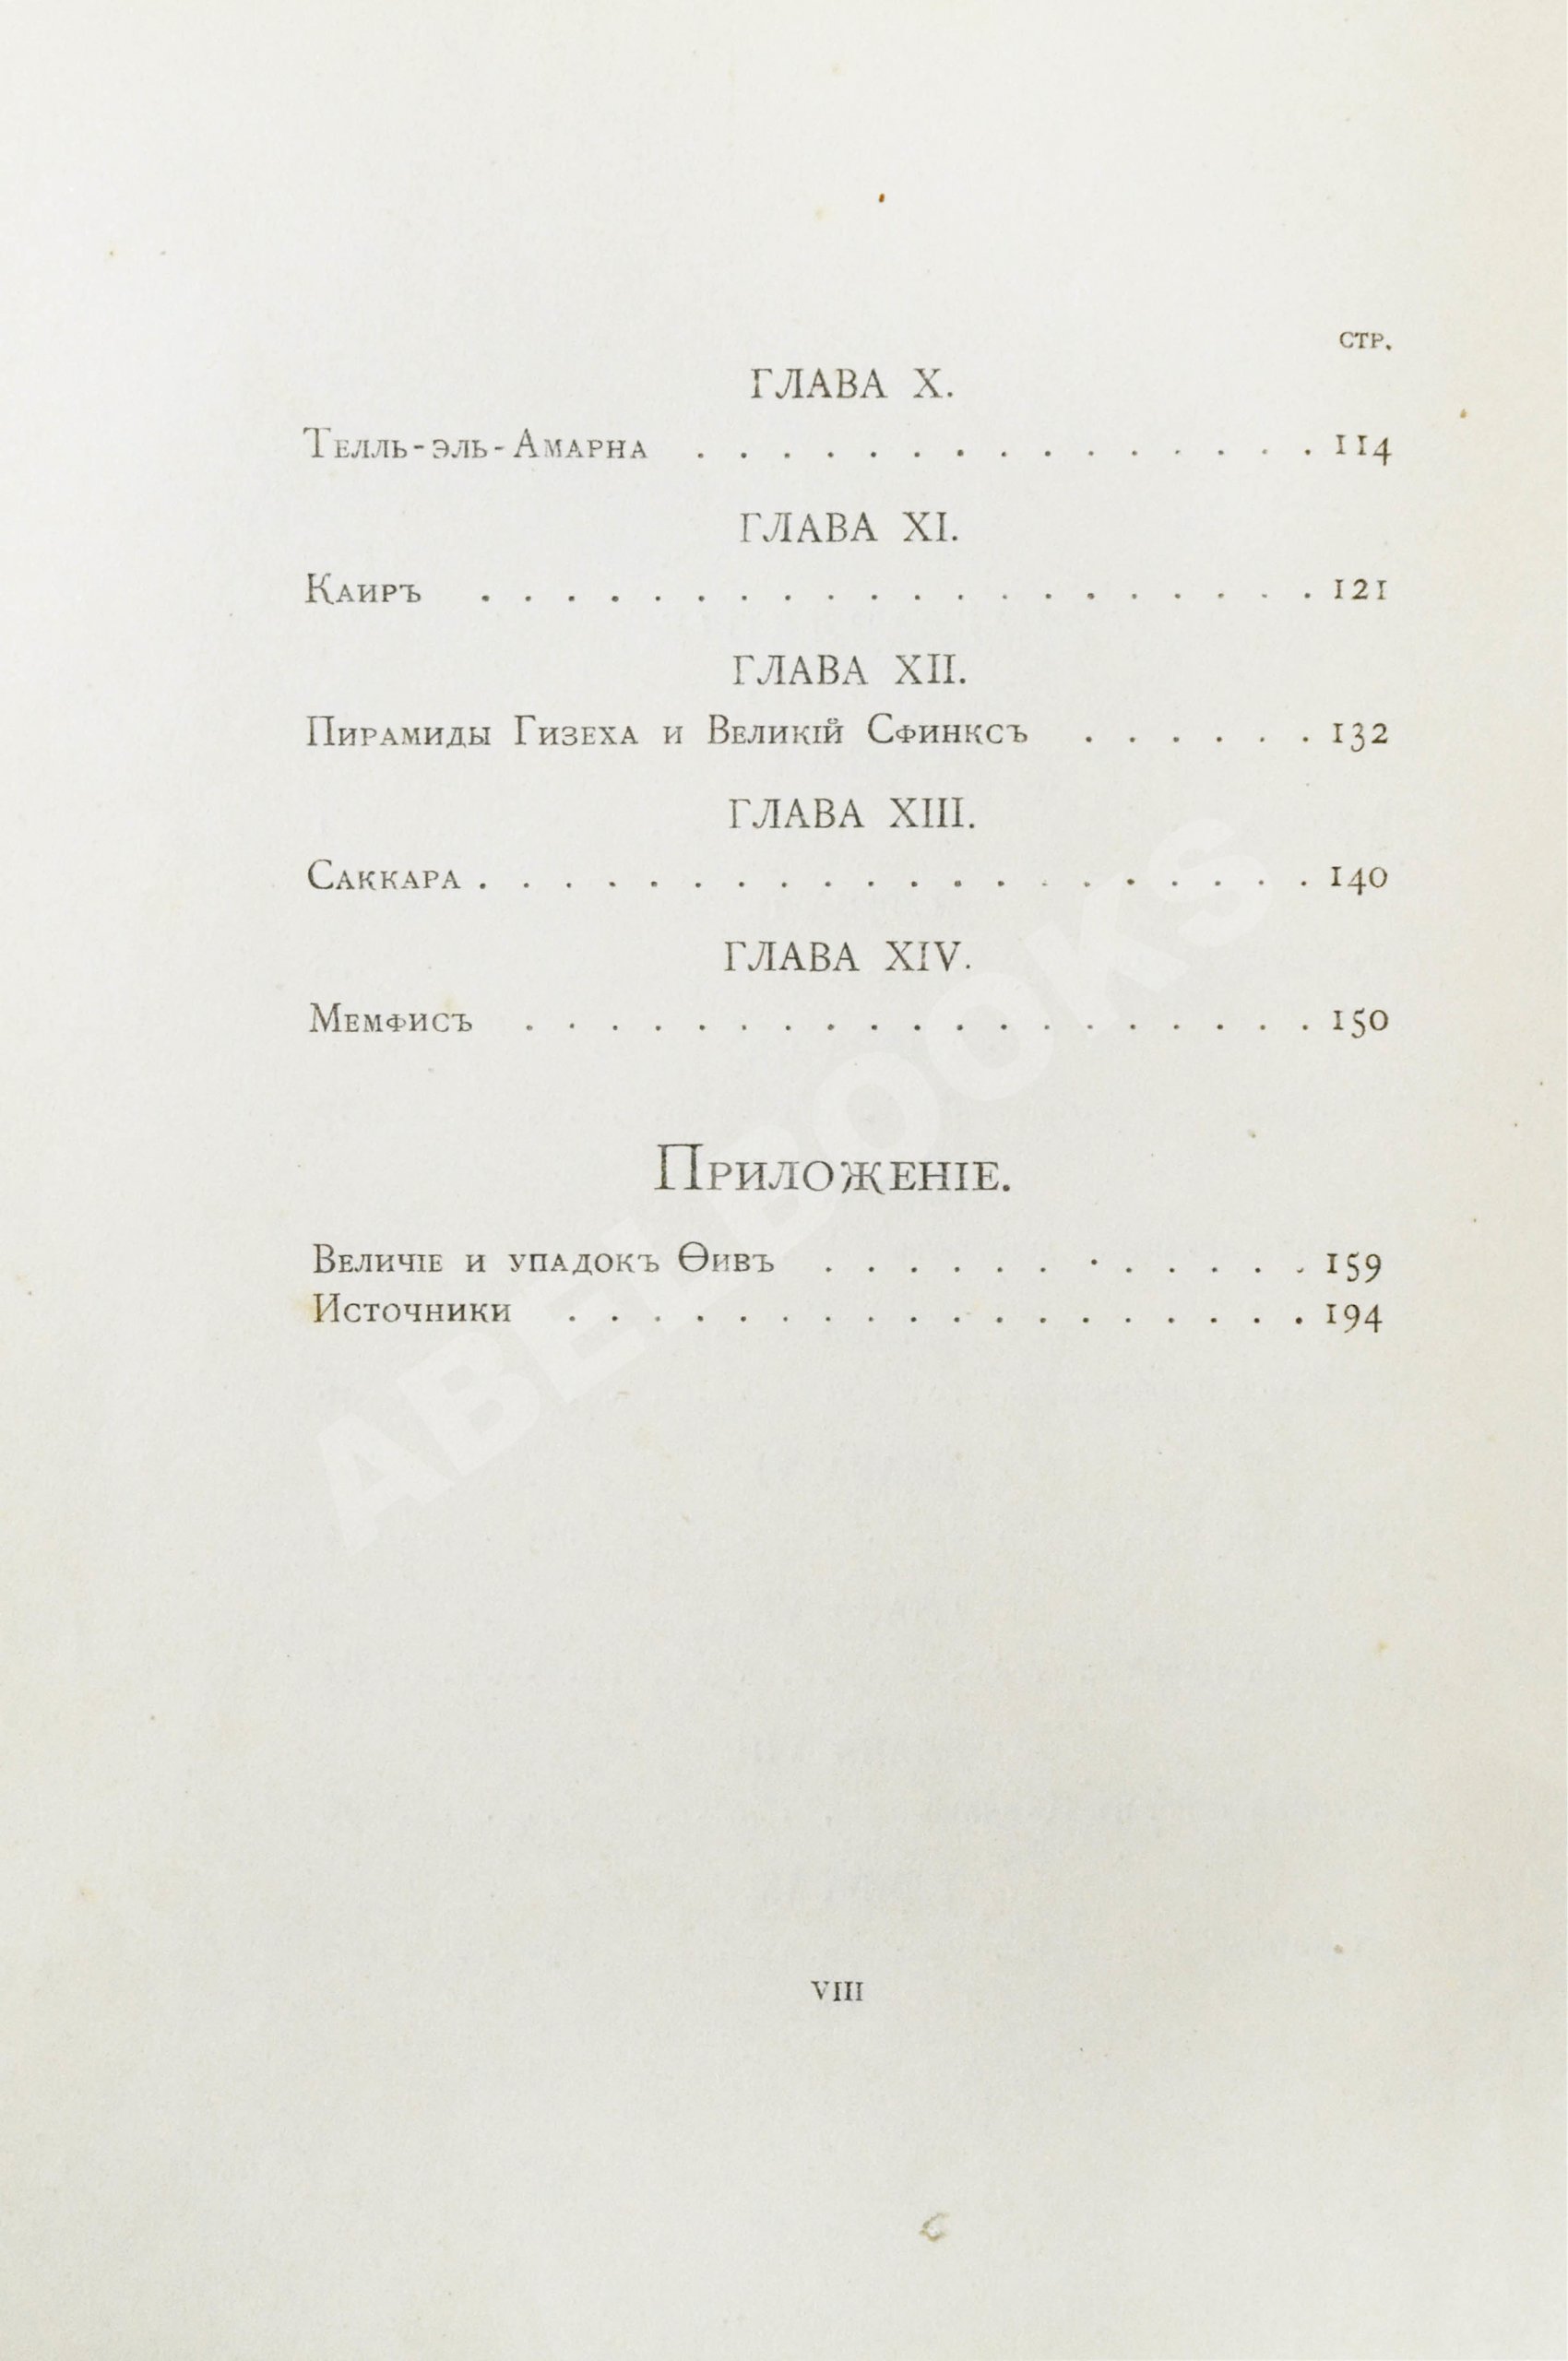 СТР.
ГЛАВА X.
Телль-эль-Амарна . . . . . . . . . . . . . . . 114
ГЛАВА XI.
Каиръ . . . . . . . . . . . . . . . . . . . . 121
ГЛАВА XII.
Пирамиды Гизеха и Великій Сфинксъ . . . . . . 132
ГЛАВА XIII.
Саккара . . . . . . . . . . . . . . . . . . . . 140
ГЛАВА XIV.
Мемфисъ . . . . . . . . . . . . . . . . . . . 150
Приложеніе.
Величіе и упадокъ Ѳивъ . . . . . . . . . . . . 159
Источники . . . . . . . . . . . . . . . . . . 194
VIII
ABELBOOKS